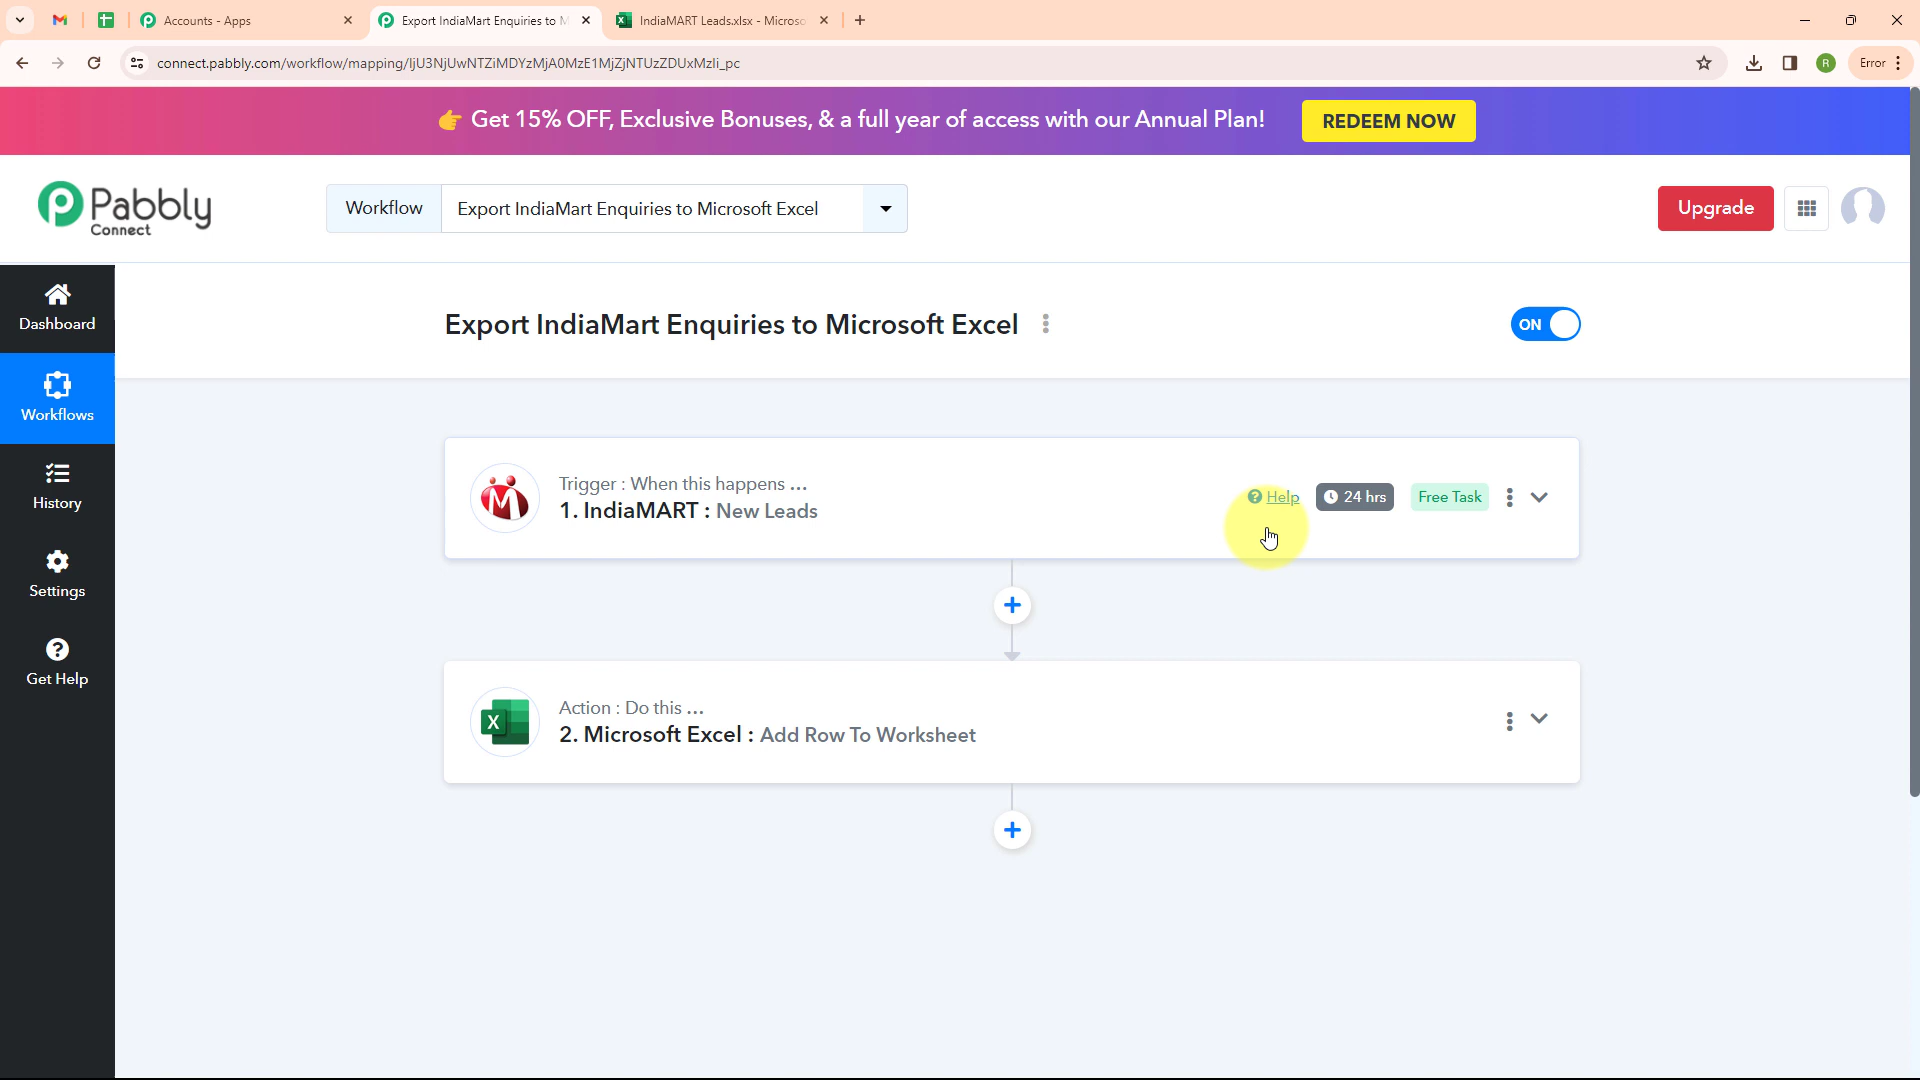 Accounts - Apps
Export IndiaMart Enquiries to M
IndiaMART Leads.xlsx - Microso
connect.pabbly.com/workflow/mapping/IjU3NjUwNTZiMDYzMjA0MzE1MjZjNTUzZDUxMzIi_pc
R
Error
👉 Get 15% OFF, Exclusive Bonuses, & a full year of access with our Annual Plan!
REDEEM NOW
Pabbly
Connect
Workflow
Export IndiaMart Enquiries to Microsoft Excel
Upgrade
Dashboard
Workflows
History
Settings
Get Help
Export IndiaMart Enquiries to Microsoft Excel
ON
Trigger : When this happens ...
1. IndiaMART : New Leads
Help
24 hrs
Free Task
Action : Do this ...
2. Microsoft Excel : Add Row To Worksheet